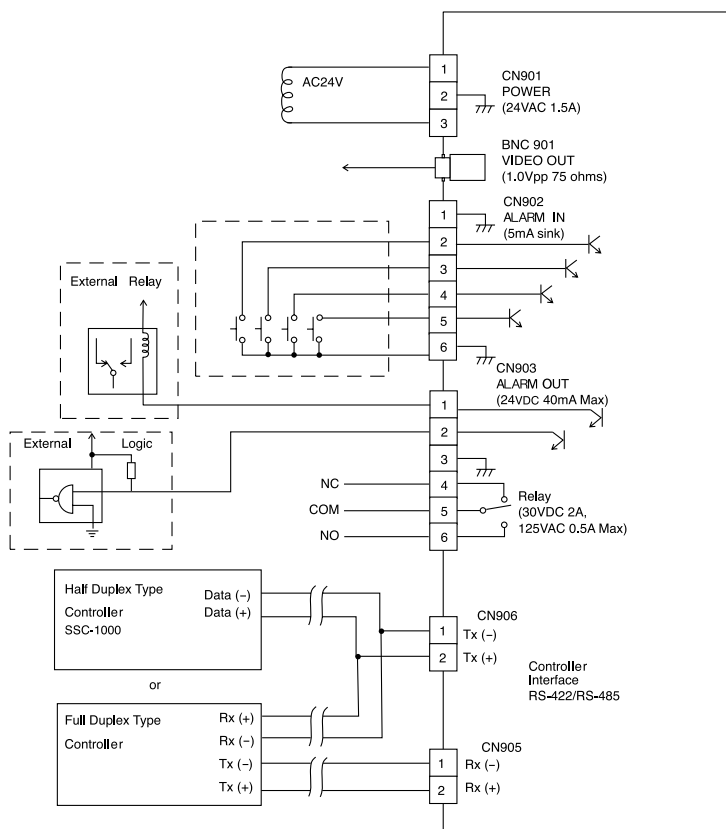 AC24V
1
2
3
CN901
POWER
(24VAC 1.5A)
BNC 901
VIDEO OUT
(1.0Vpp 75 ohms)
1
2
3
4
5
6
CN902
ALARM IN
(5mA sink)
External Relay
CN903
ALARM OUT
(24VDC 40mA Max)
1
2
3
4
5
6
External Logic
NC
COM
NO
Relay
(30VDC 2A,
125VAC 0.5A Max)
Half Duplex Type
Controller
SSC-1000
Data (−)
Data (+)
CN906
1 Tx (−)
2 Tx (+)
or
Controller
Interface
RS-422/RS-485
Full Duplex Type
Controller
Rx (+)
Rx (−)
Tx (−)
Tx (+)
CN905
1 Rx (−)
2 Rx (+)